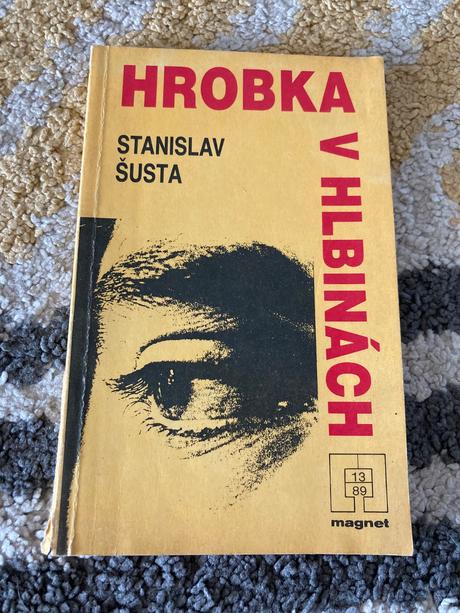 HROBKA
V HLBINÁCH
STANISLAV
ŠUSTA
13
89
magnet